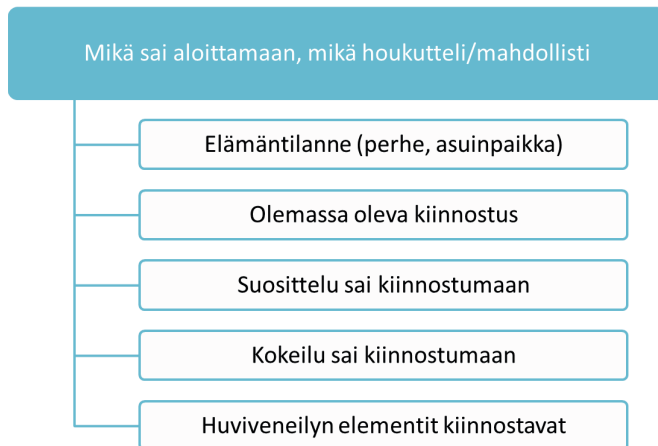 Mikä sai aloittamaan, mikä houkutteli/mahdollisti
Elämäntilanne (perhe, asuinpaikka)
Olemassa oleva kiinnostus
Suosittelu sai kiinnostumaan
Kokeilu sai kiinnostumaan
Huviveneilyn elementit kiinnostavat